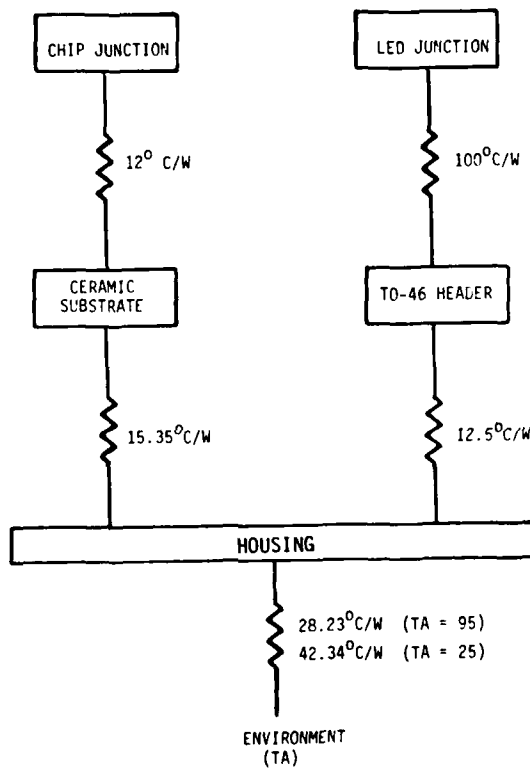 CHIP JUNCTION
LED JUNCTION
12° C/W
100°C/W
CERAMIC
SUBSTRATE
TO-46 HEADER
15.35°C/W
12.5°C/W
HOUSING
28.23°C/W (TA = 95)
42.34°C/W (TA = 25)
ENVIRONMENT
(TA)